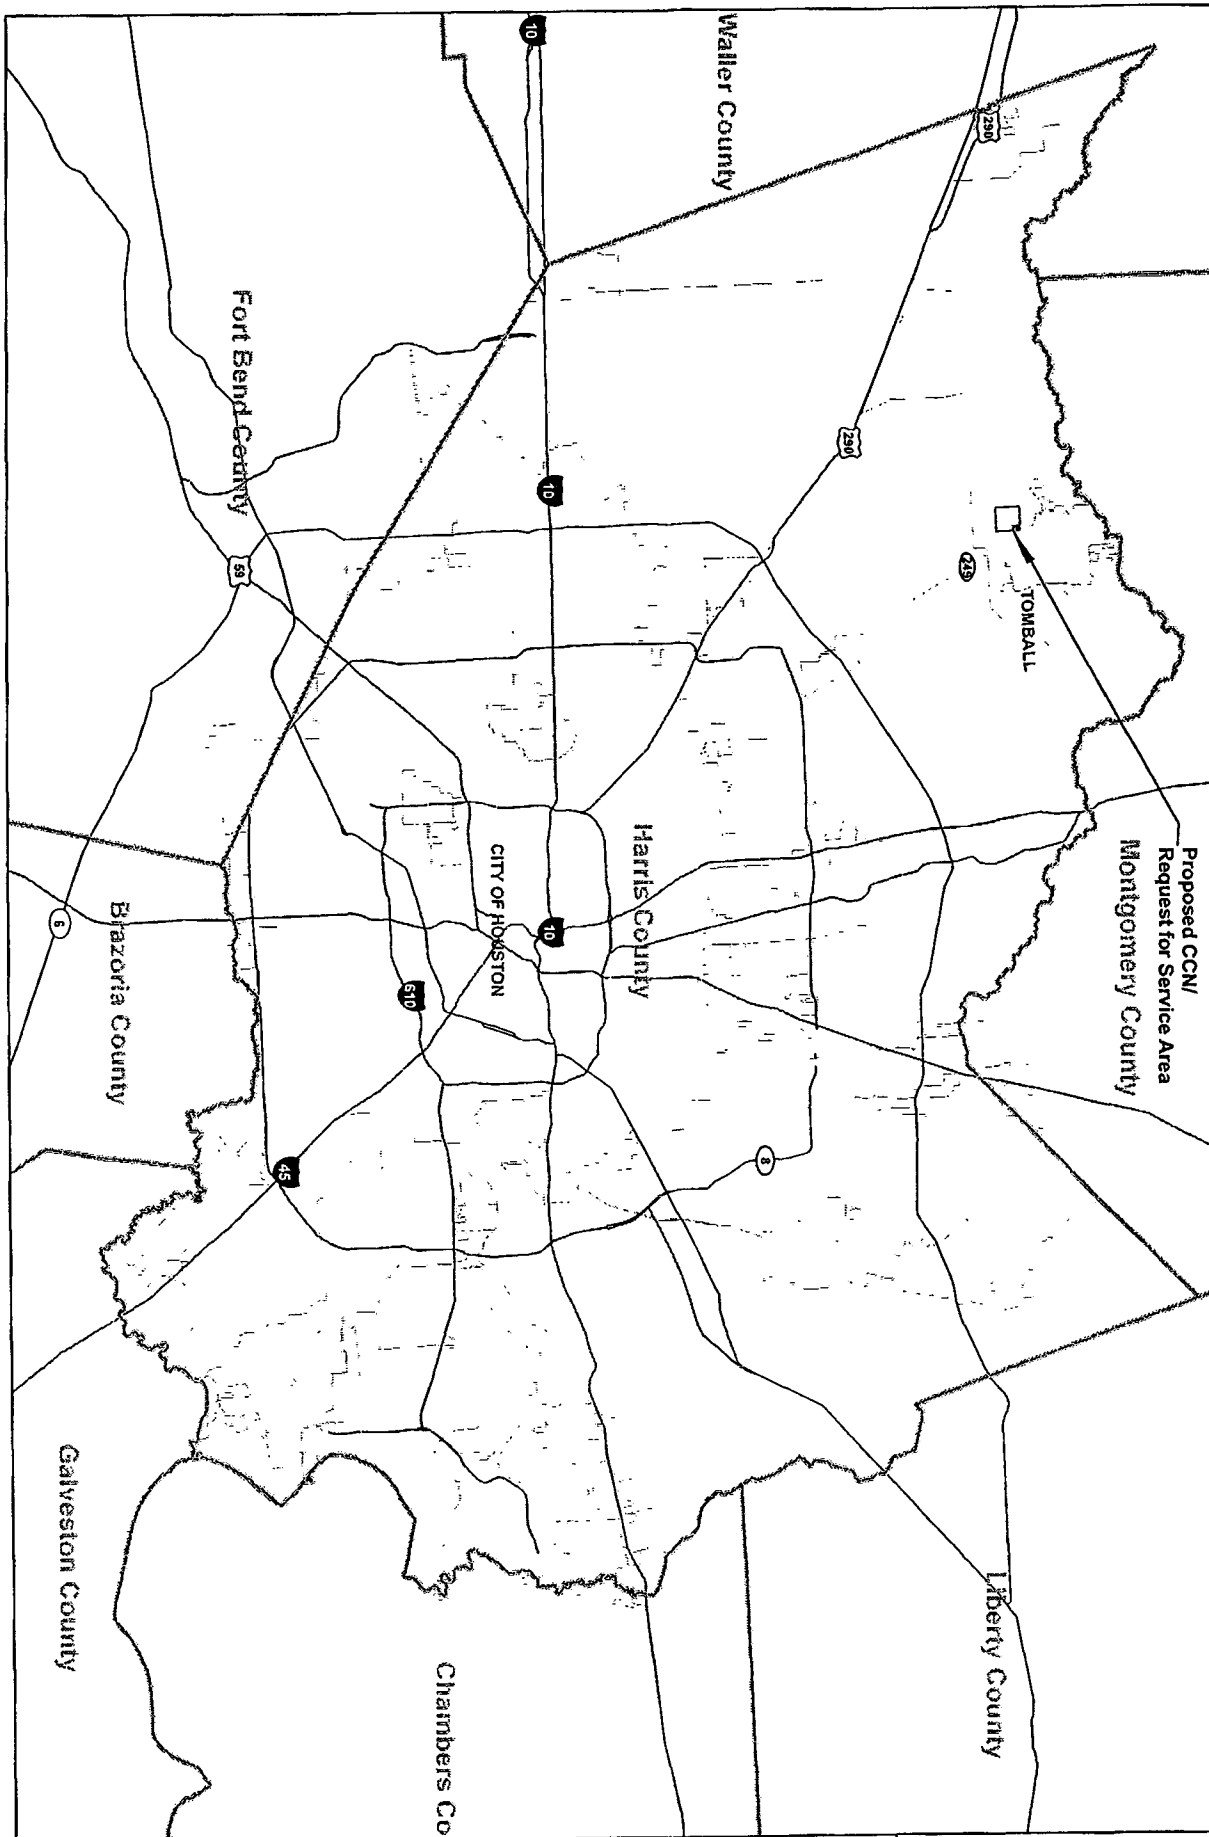 Waller County
290
10
Proposed CCN/
Request for Service Area
Montgomery County
TOMBALL
249
290
Liberty County
8
Harris County
10
10
CITY OF HOUSTON
610
Chambers Co
Fort Bend County
59
45
Brazoria County
6
Galveston County